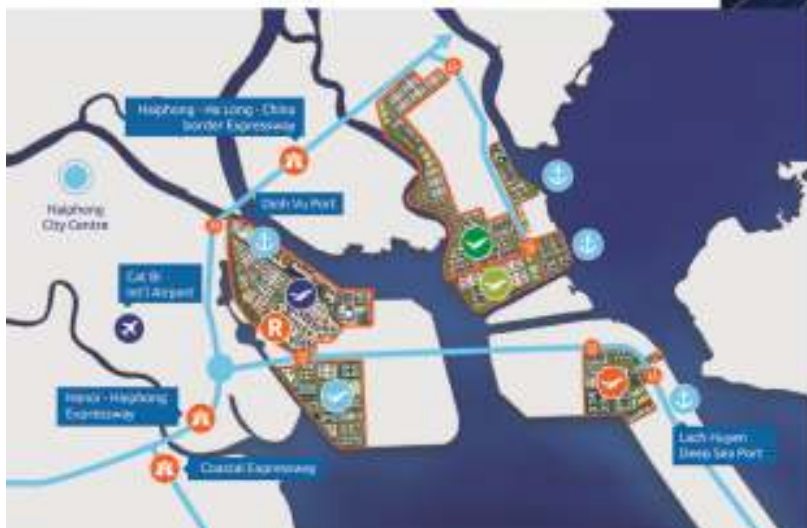 Haiphong - Ha Long - China
border Expressway
Haiphong
City Centre
Dinh Vu Port
Cat Bi
Int'l Airport
R
Hanoi - Haiphong
Expressway
Coastal Expressway
Lach Huyen
Deep Sea Port